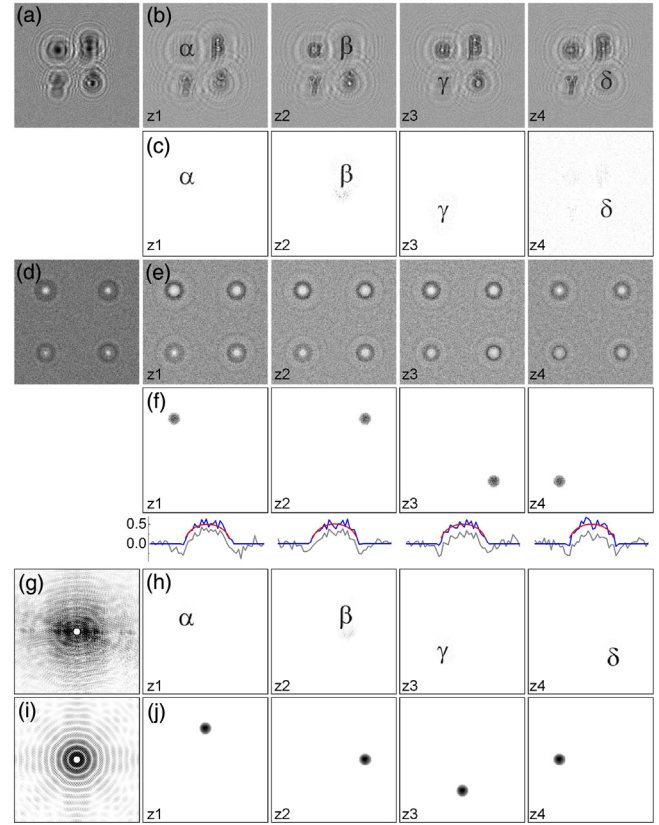 (a) (b) α β γ δ α β γ δ α β γ δ α β γ δ
z1 z2 z3 z4
(c) α β γ δ
z1 z2 z3 z4
(d) (e)
z1 z2 z3 z4
(f)
z1 z2 z3 z4
0.5
0.0
(g) (h) α β γ δ
z1 z2 z3 z4
(i) (j)
z1 z2 z3 z4